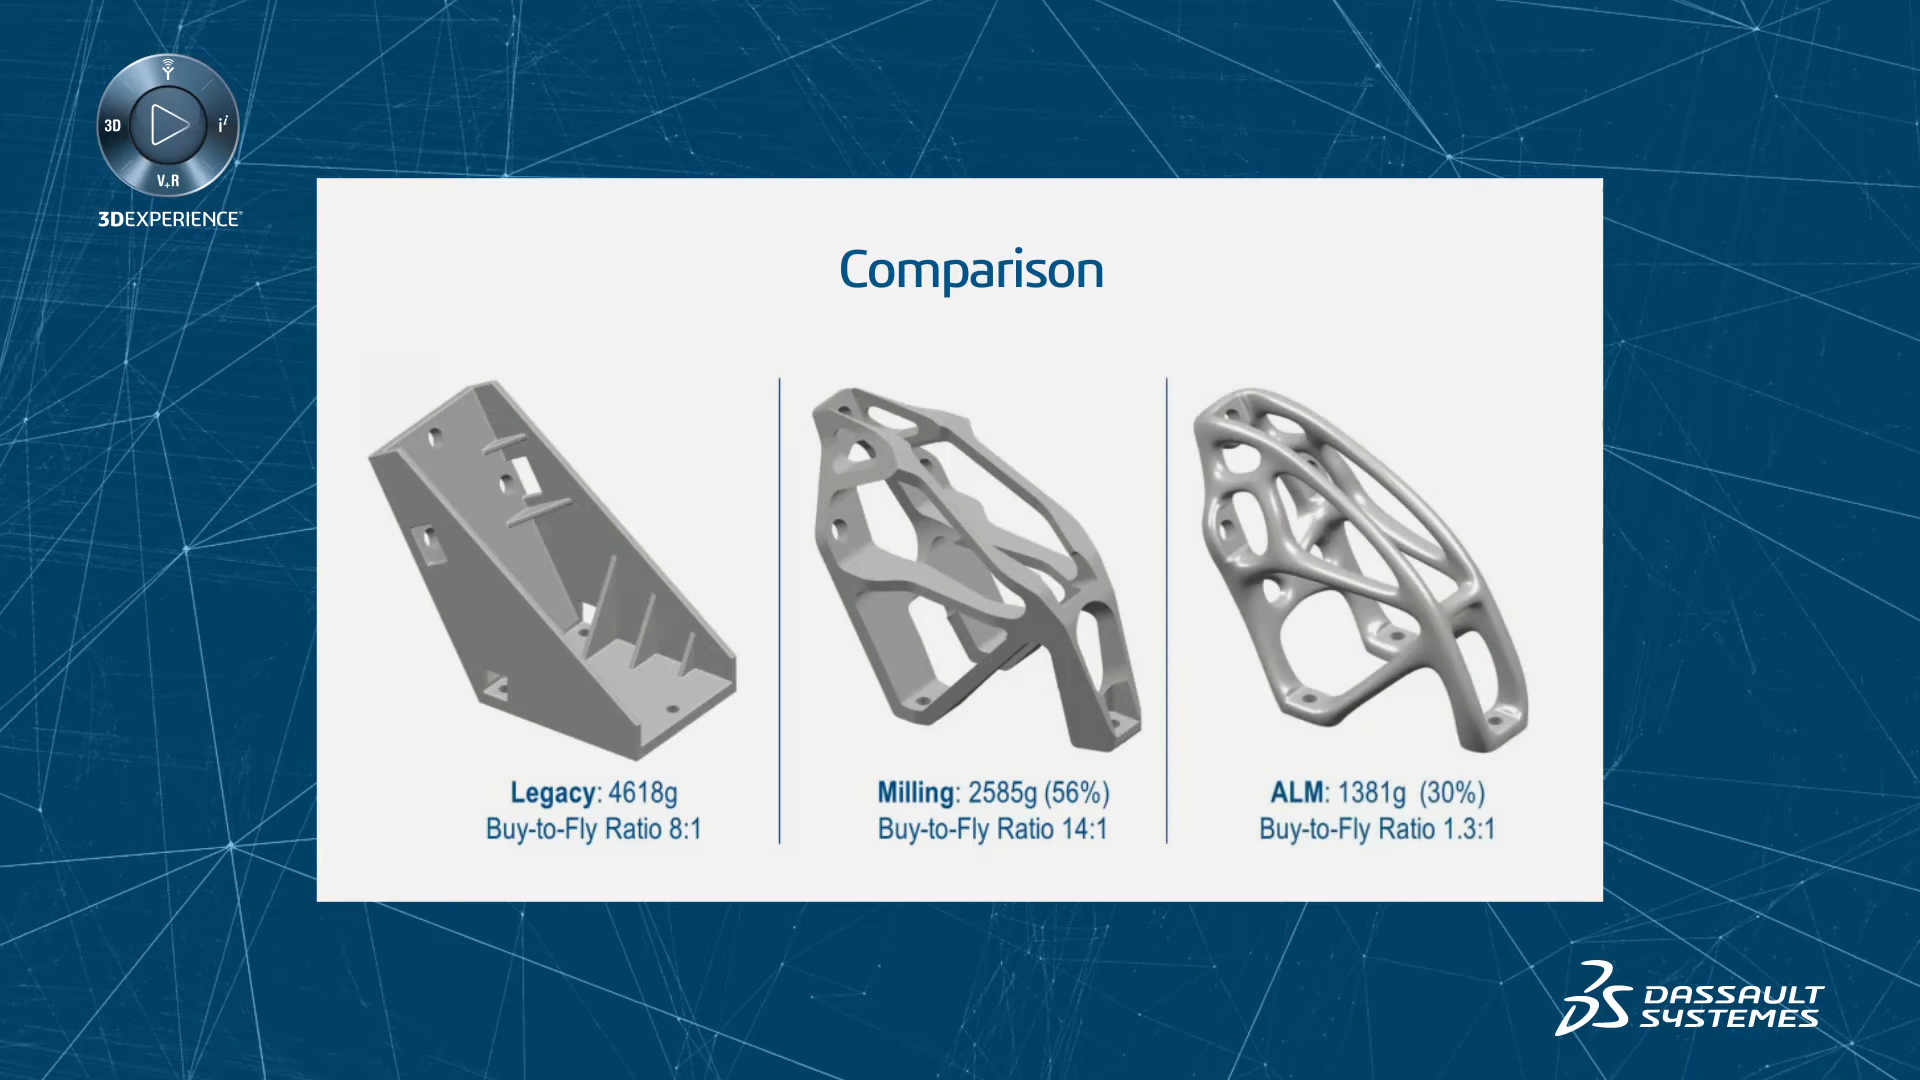 3D
i i
V+R
3DEXPERIENCE®
Comparison
Legacy: 4618g
Buy-to-Fly Ratio 8:1
Milling: 2585g (56%)
Buy-to-Fly Ratio 14:1
ALM: 1381g (30%)
Buy-to-Fly Ratio 1.3:1
3DS DASSAULT
SYSTEMES